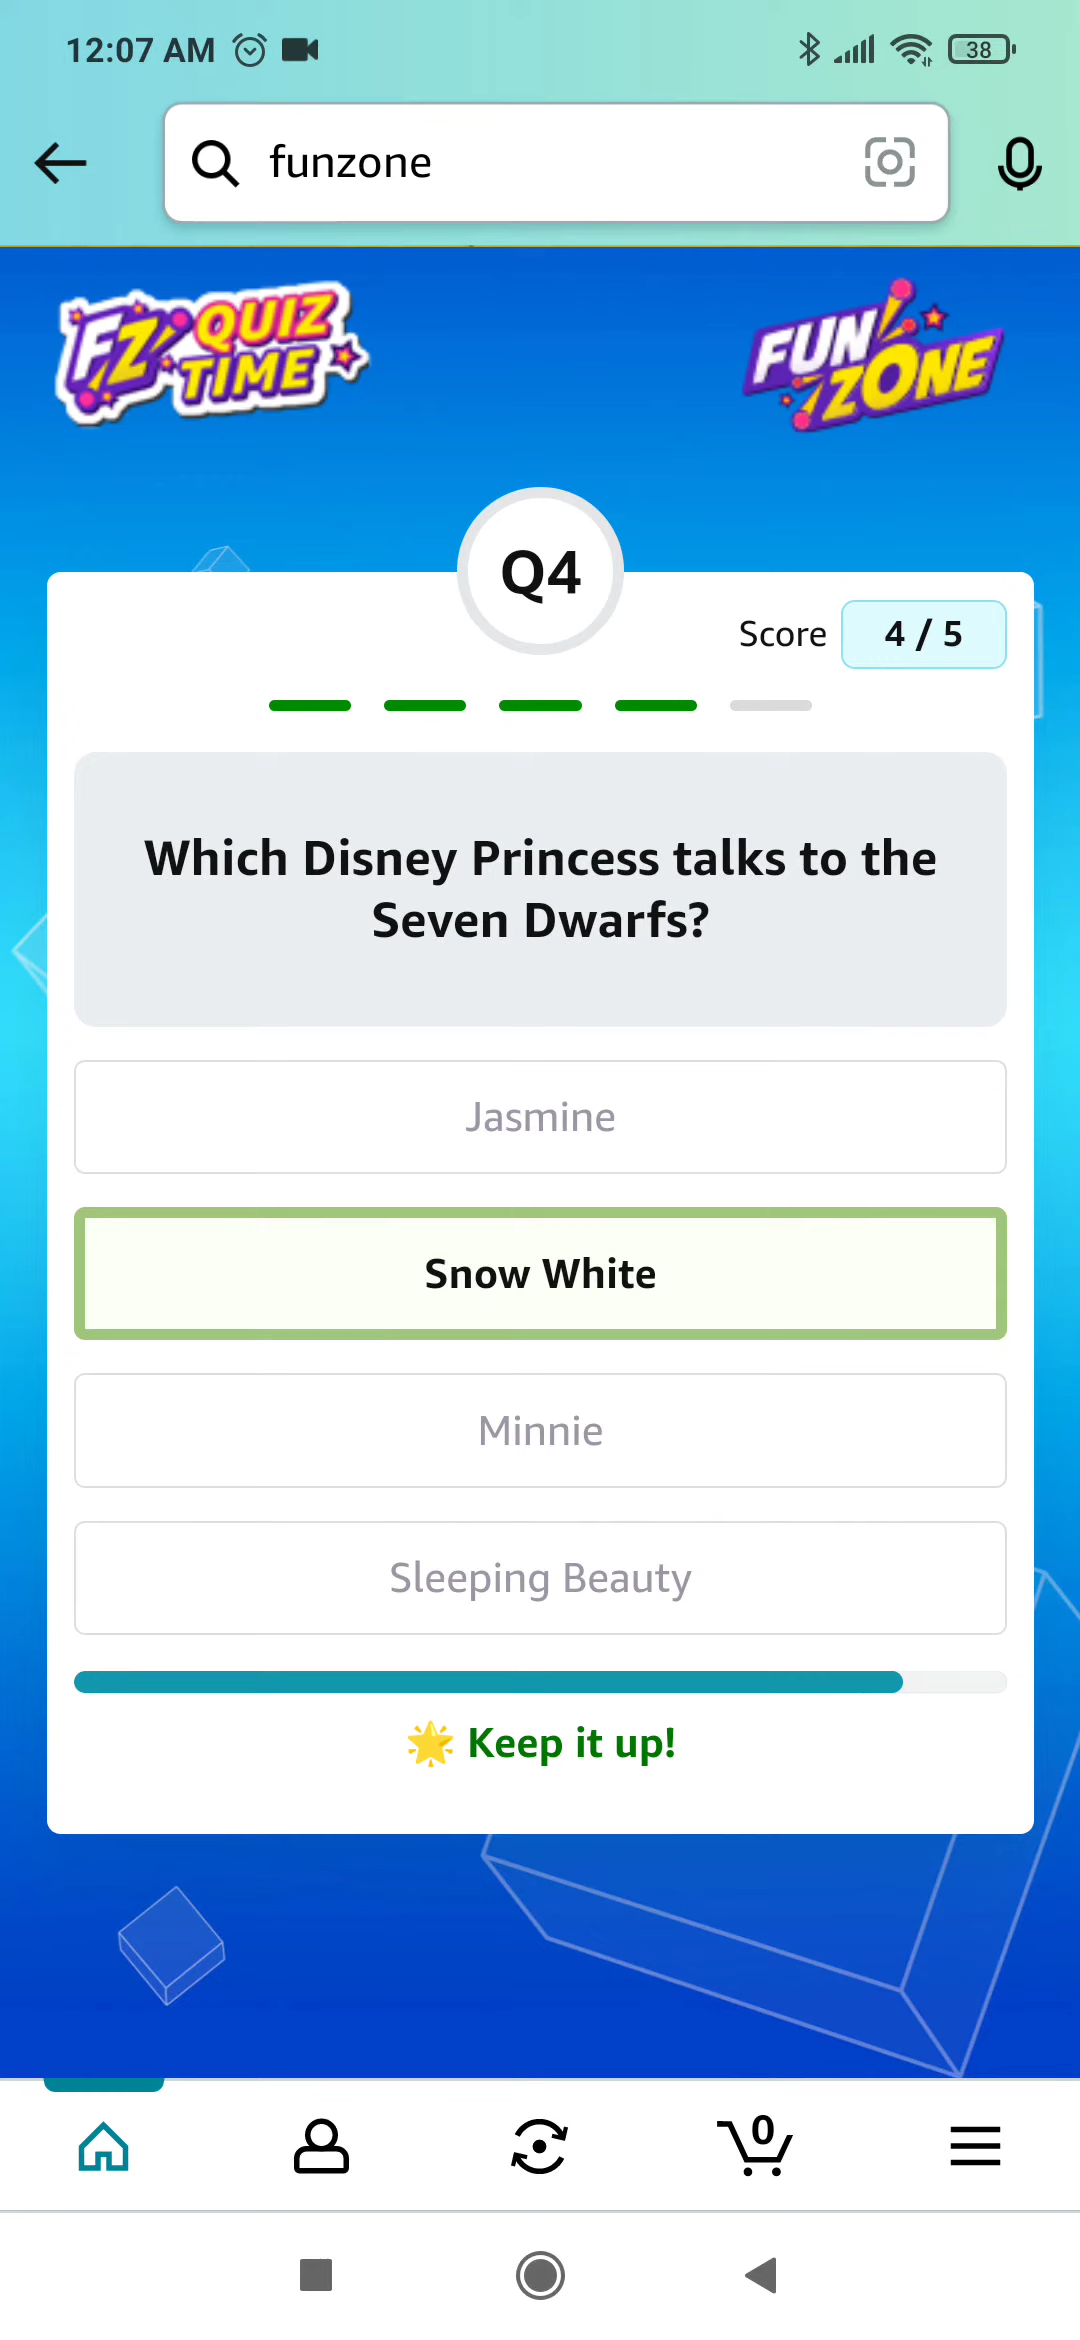 12:07 AM
38
funzone
FZ QUIZ TIME
FUN ZONE
Q4
Score 4 / 5
Which Disney Princess talks to the
Seven Dwarfs?
Jasmine
Snow White
Minnie
Sleeping Beauty
🌟 Keep it up!
0